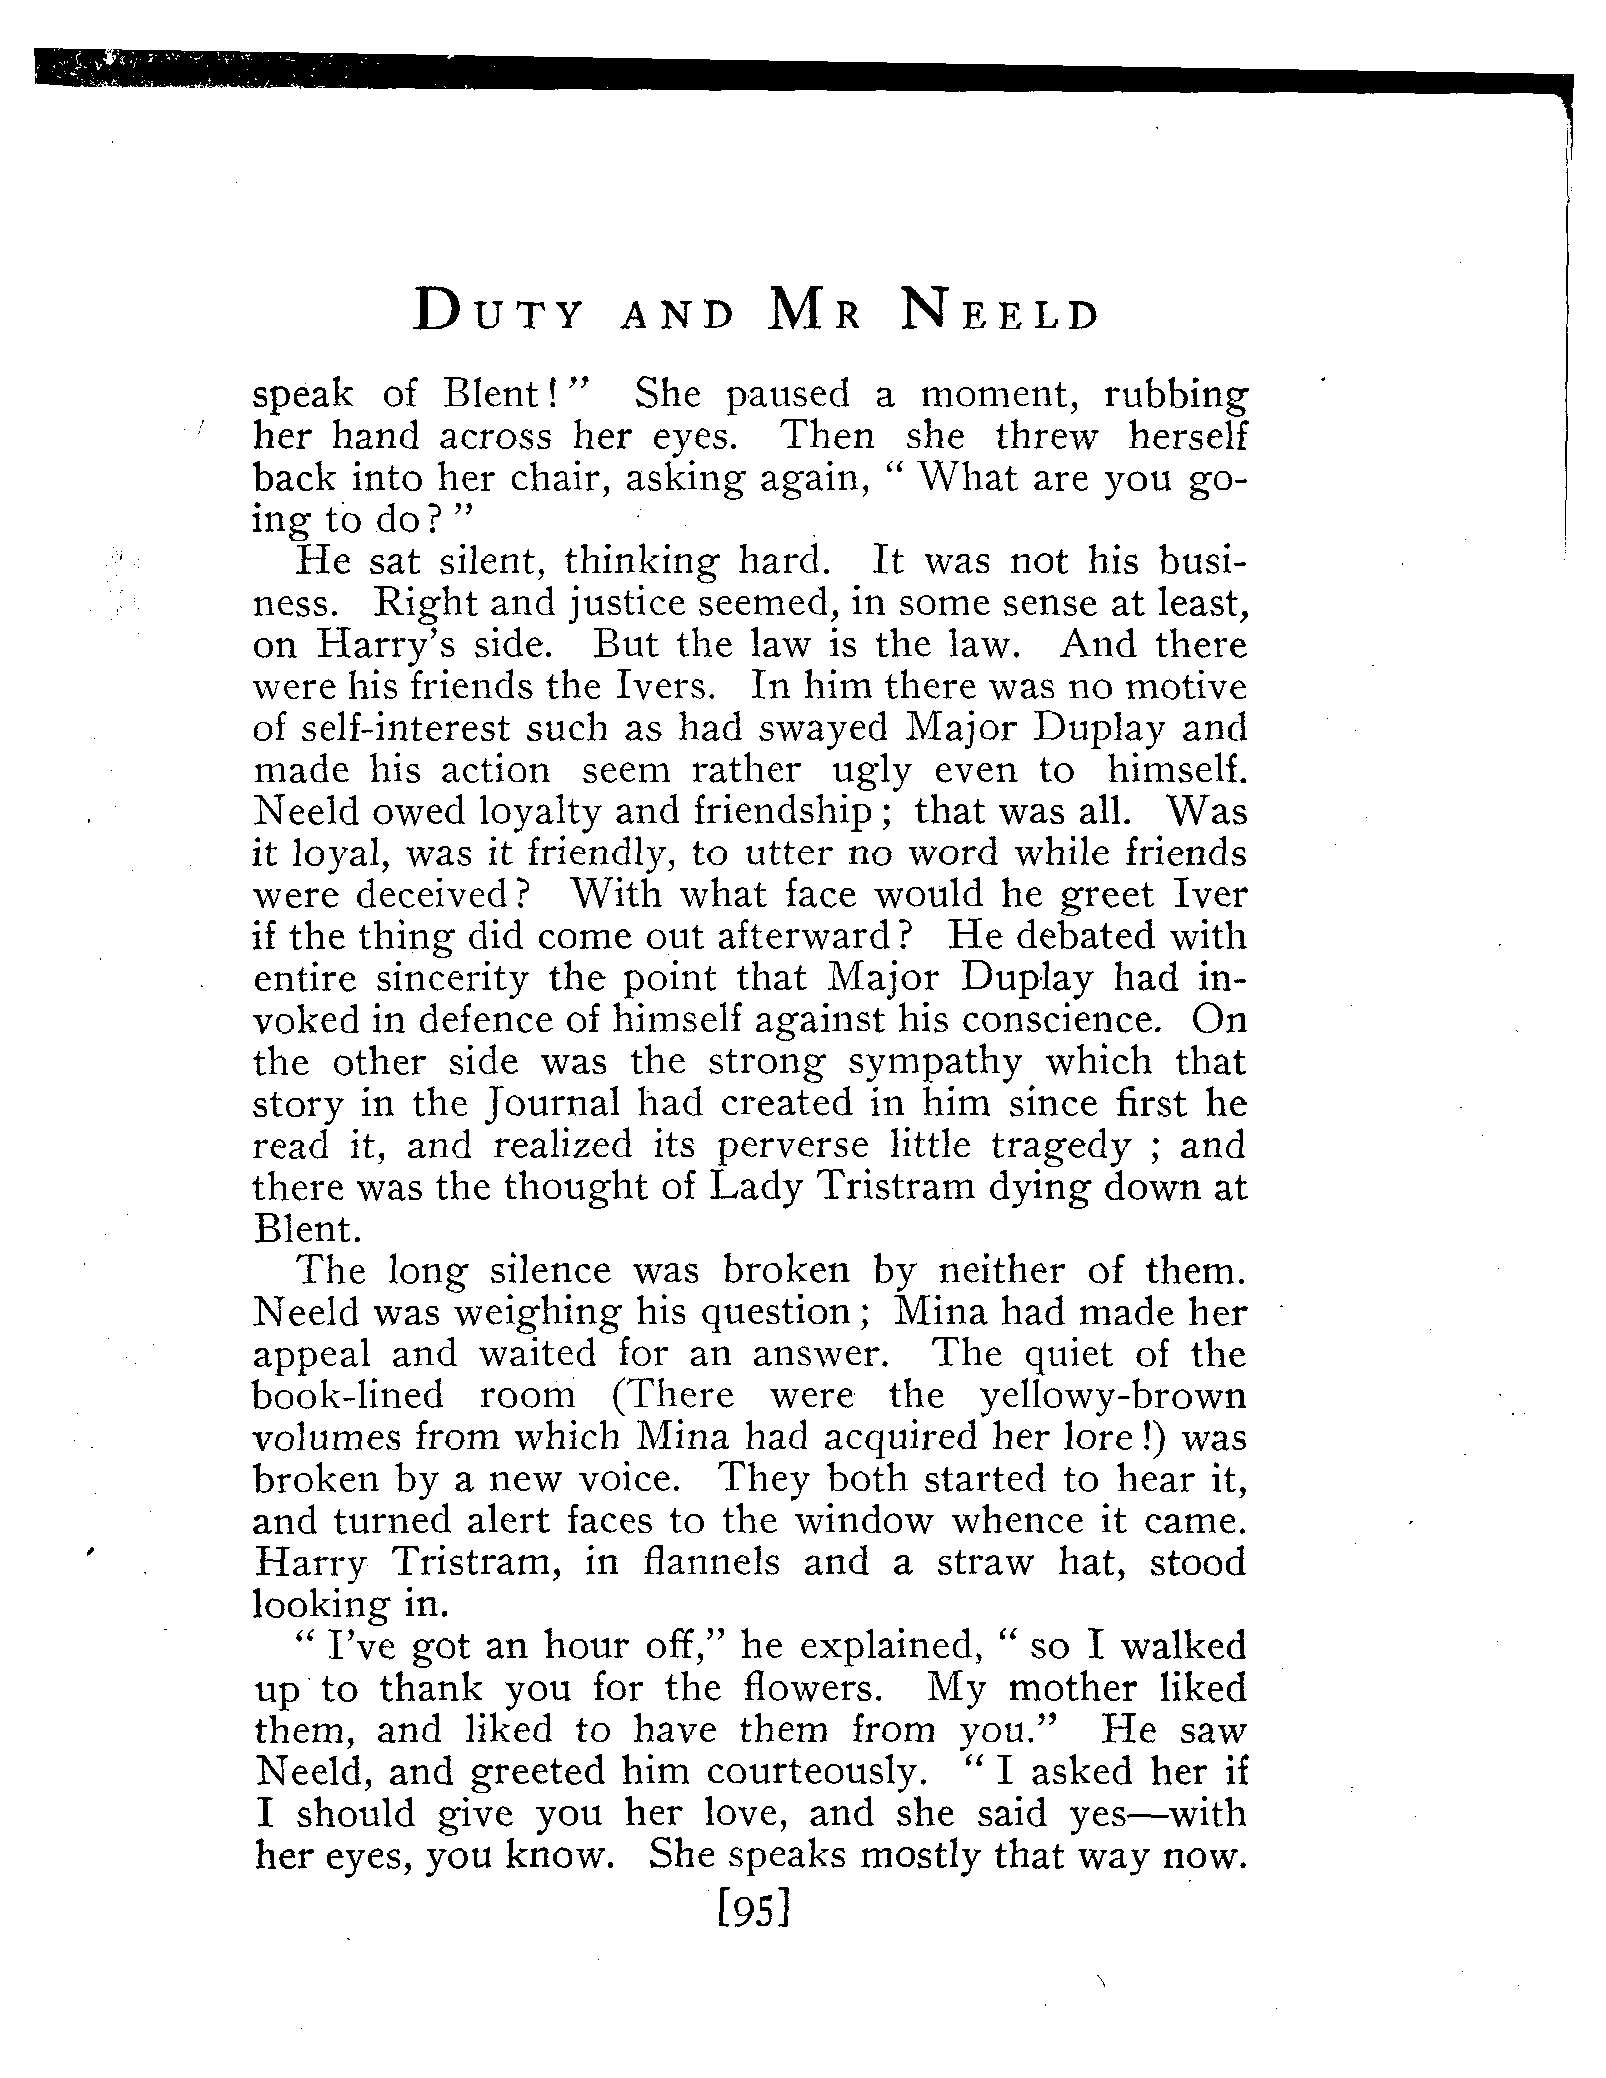 DUTY AND MR NEELD
speak of Blent!" She paused a moment, rubbing
her hand across her eyes. Then she threw herself
back into her chair, asking again, "What are you go-
ing to do?"
He sat silent, thinking hard. It was not his busi-
ness. Right and justice seemed, in some sense at least,
on Harry's side. But the law is the law. And there
were his friends the Ivers. In him there was no motive
of self-interest such as had swayed Major Duplay and
made his action seem rather ugly even to himself.
Neeld owed loyalty and friendship; that was all. Was
it loyal, was it friendly, to utter no word while friends
were deceived? With what face would he greet Iver
if the thing did come out afterward? He debated with
entire sincerity the point that Major Duplay had in-
voked in defence of himself against his conscience. On
the other side was the strong sympathy which that
story in the Journal had created in him since first he
read it, and realized its perverse little tragedy ; and
there was the thought of Lady Tristram dying down at
Blent.
The long silence was broken by neither of them.
Neeld was weighing his question; Mina had made her
appeal and waited for an answer. The quiet of the
book-lined room (There were the yellowy-brown
volumes from which Mina had acquired her lore!) was
broken by a new voice. They both started to hear it,
and turned alert faces to the window whence it came.
Harry Tristram, in flannels and a straw hat, stood
looking in.
"I've got an hour off," he explained, "so I walked
up to thank you for the flowers. My mother liked
them, and liked to have them from you." He saw
Neeld, and greeted him courteously. "I asked her if
I should give you her love, and she said yes—with
her eyes, you know. She speaks mostly that way now.
[95]